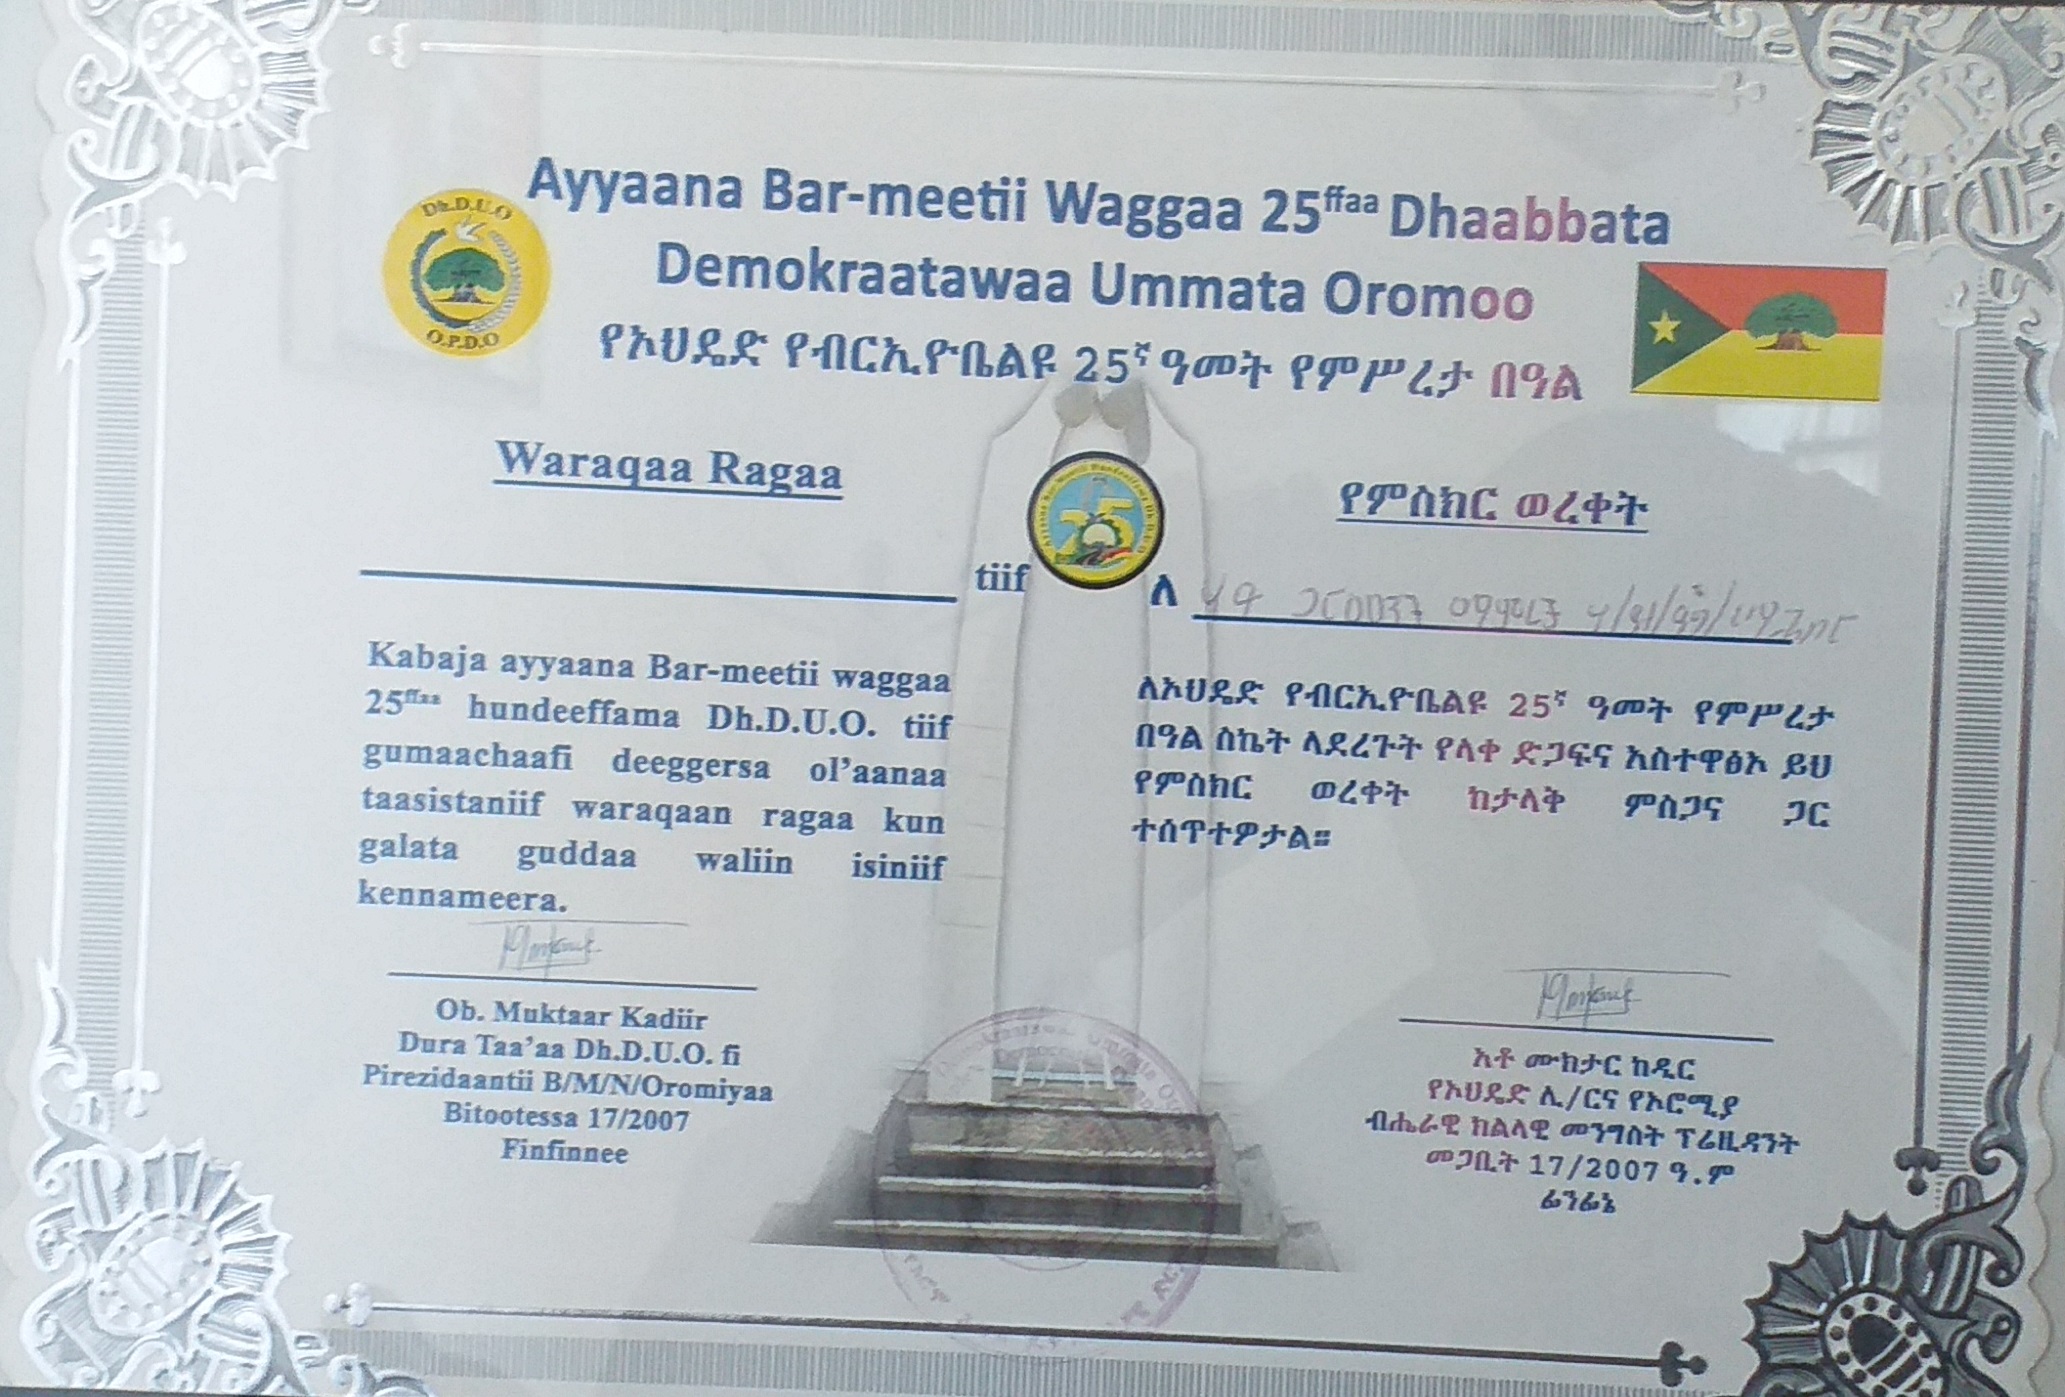 Ayyaana Bar-meetii Waggaa 25ffaa Dhaabbata
Demokraatawaa Ummata Oromoo
የኦህዴድ የብርኢዮቤልዩ 25ኛ ዓመት የምሥረታ በዓል
Dh.D.U.O
O.P.D.O
Waraqaa Ragaa
tiif
Kabaja ayyaana Bar-meetii waggaa
25ffaa hundeeffama Dh.D.U.O. tiif
gumaachaafi deeggersa ol'aanaa
taasistaniif waraqaan ragaa kun
galata guddaa waliin isiniif
kennameera.
Ob. Muktaar Kadiir
Dura Taa'aa Dh.D.U.O. fi
Pirezidaantii B/M/N/Oromiyaa
Bitootessa 17/2007
Finfinnee
25
የምስክር ወረቀት
ለ
ለኦህዴድ የብርኢዮቤልዩ 25ኛ ዓመት የምሥረታ
በዓል ስኬት ላደረጉት የላቀ ድጋፍና አስተዋፅኦ ይህ
የምስክር ወረቀት ከታላቅ ምስጋና ጋር
ተሰጥተዎታል።
አቶ ሙክታር ከዲር
የኦህዴድ ሊ/ርና የኦሮሚያ
ብሔራዊ ክልላዊ መንግስት ፕሬዚዳንት
መጋቢት 17/2007 ዓ.ም
ፊንፊኔ